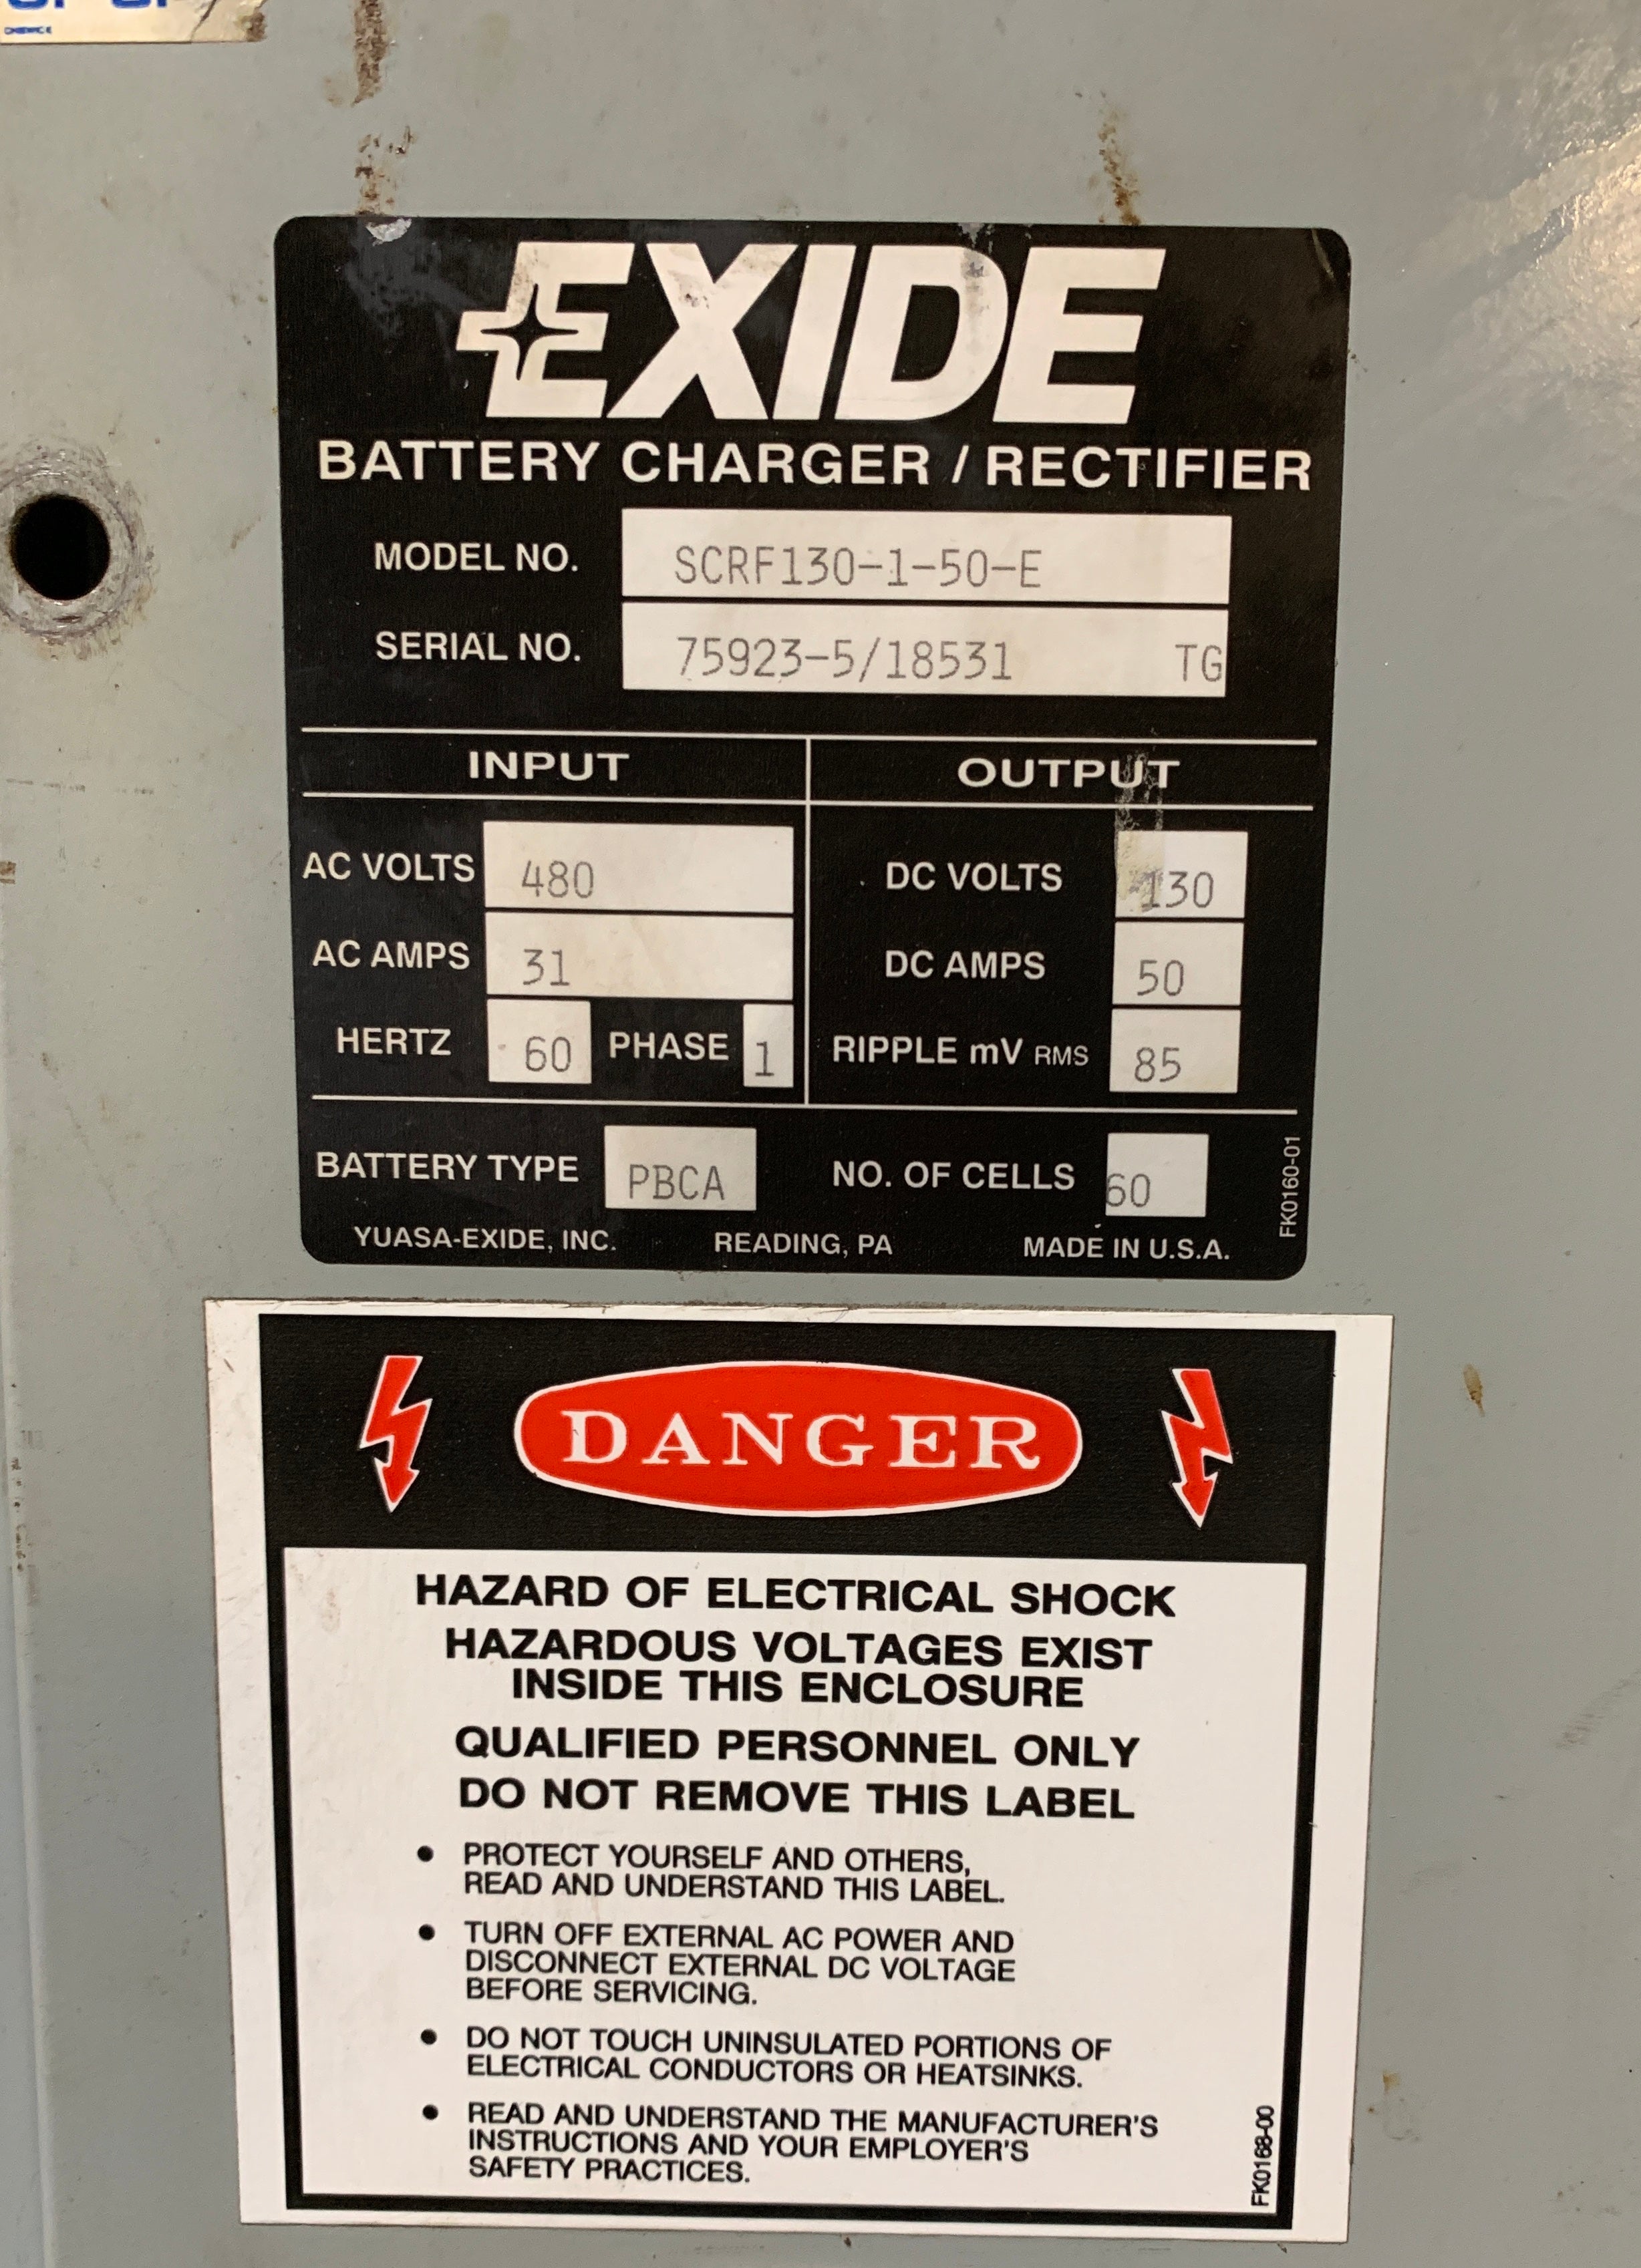 EXIDE
BATTERY CHARGER / RECTIFIER
MODEL NO. SCRF130-1-50-E
SERIAL NO. 75923-5/18531 TG
INPUT OUTPUT
AC VOLTS 480 DC VOLTS 130
AC AMPS 31 DC AMPS 50
HERTZ 60 PHASE 1 RIPPLE mV RMS 85
BATTERY TYPE PBCA NO. OF CELLS 60
FK0160-01
YUASA-EXIDE, INC. READING, PA MADE IN U.S.A.
DANGER
HAZARD OF ELECTRICAL SHOCK
HAZARDOUS VOLTAGES EXIST
INSIDE THIS ENCLOSURE
QUALIFIED PERSONNEL ONLY
DO NOT REMOVE THIS LABEL
• PROTECT YOURSELF AND OTHERS,
READ AND UNDERSTAND THIS LABEL.
• TURN OFF EXTERNAL AC POWER AND
DISCONNECT EXTERNAL DC VOLTAGE
BEFORE SERVICING.
• DO NOT TOUCH UNINSULATED PORTIONS OF
ELECTRICAL CONDUCTORS OR HEATSINKS.
• READ AND UNDERSTAND THE MANUFACTURER'S
INSTRUCTIONS AND YOUR EMPLOYER'S
SAFETY PRACTICES.
FK0168-00